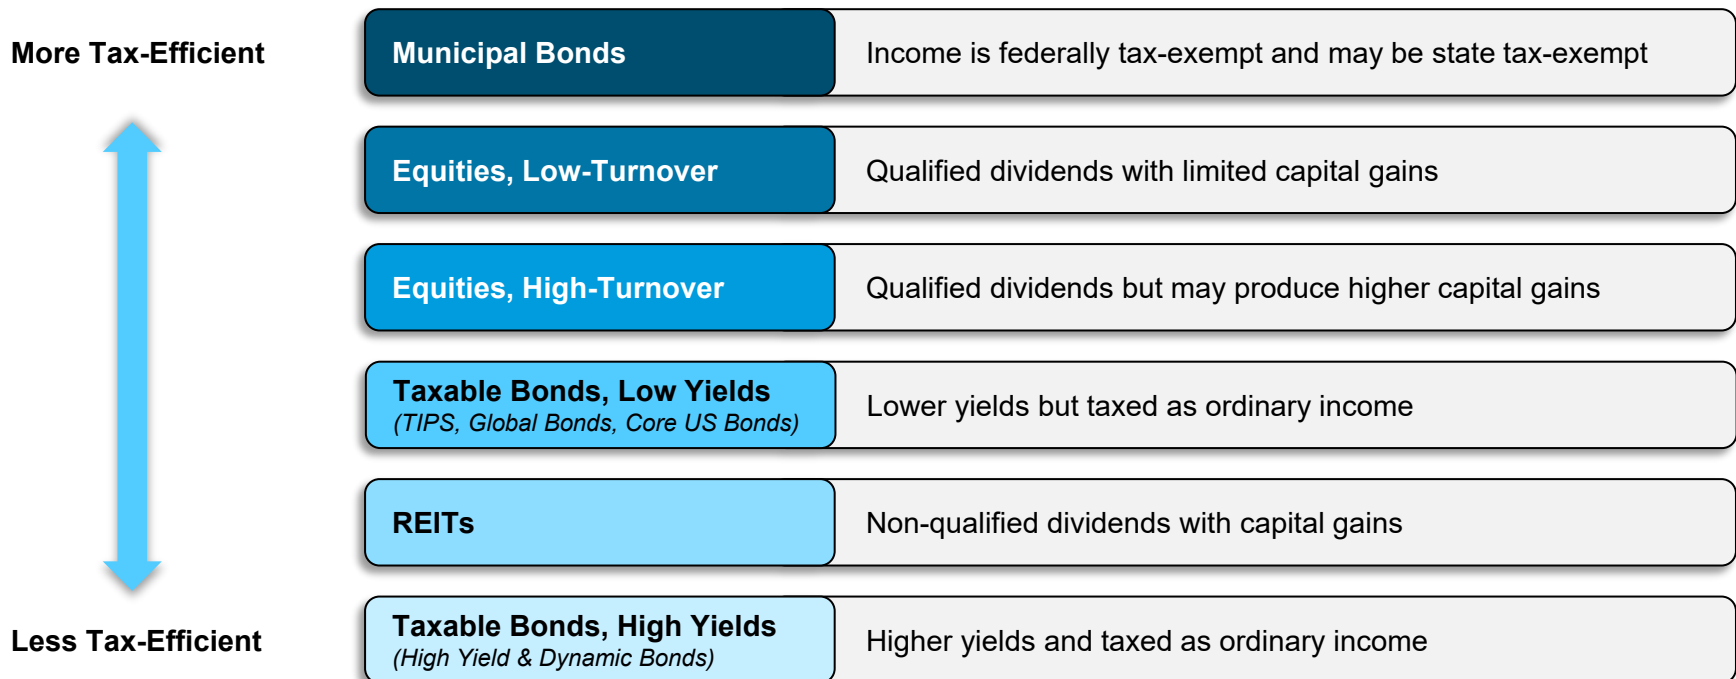 More Tax-Efficient
Municipal Bonds
Income is federally tax-exempt and may be state tax-exempt
Equities, Low-Turnover
Qualified dividends with limited capital gains
Equities, High-Turnover
Qualified dividends but may produce higher capital gains
Taxable Bonds, Low Yields
(TIPS, Global Bonds, Core US Bonds)
Lower yields but taxed as ordinary income
REITs
Non-qualified dividends with capital gains
Less Tax-Efficient
Taxable Bonds, High Yields
(High Yield & Dynamic Bonds)
Higher yields and taxed as ordinary income